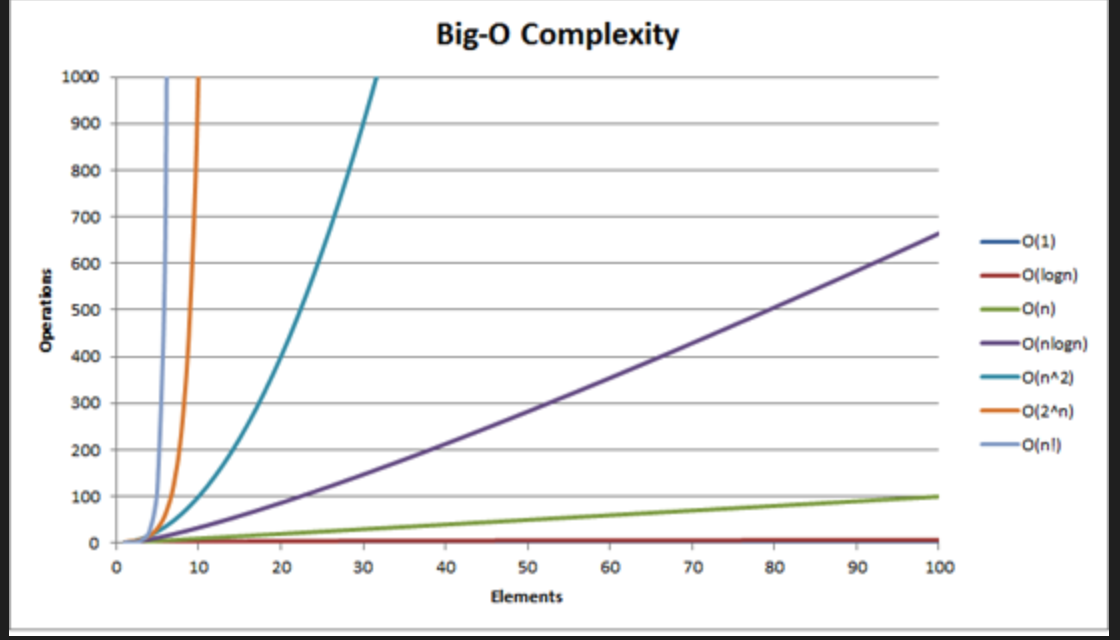 Big-O Complexity
1000
900
800
700
600
500
400
300
200
100
0
Operations
0 10 20 30 40 50 60 70 80 90 100
Elements
O(1)
O(logn)
O(n)
O(nlogn)
O(n^2)
O(2^n)
O(n!)